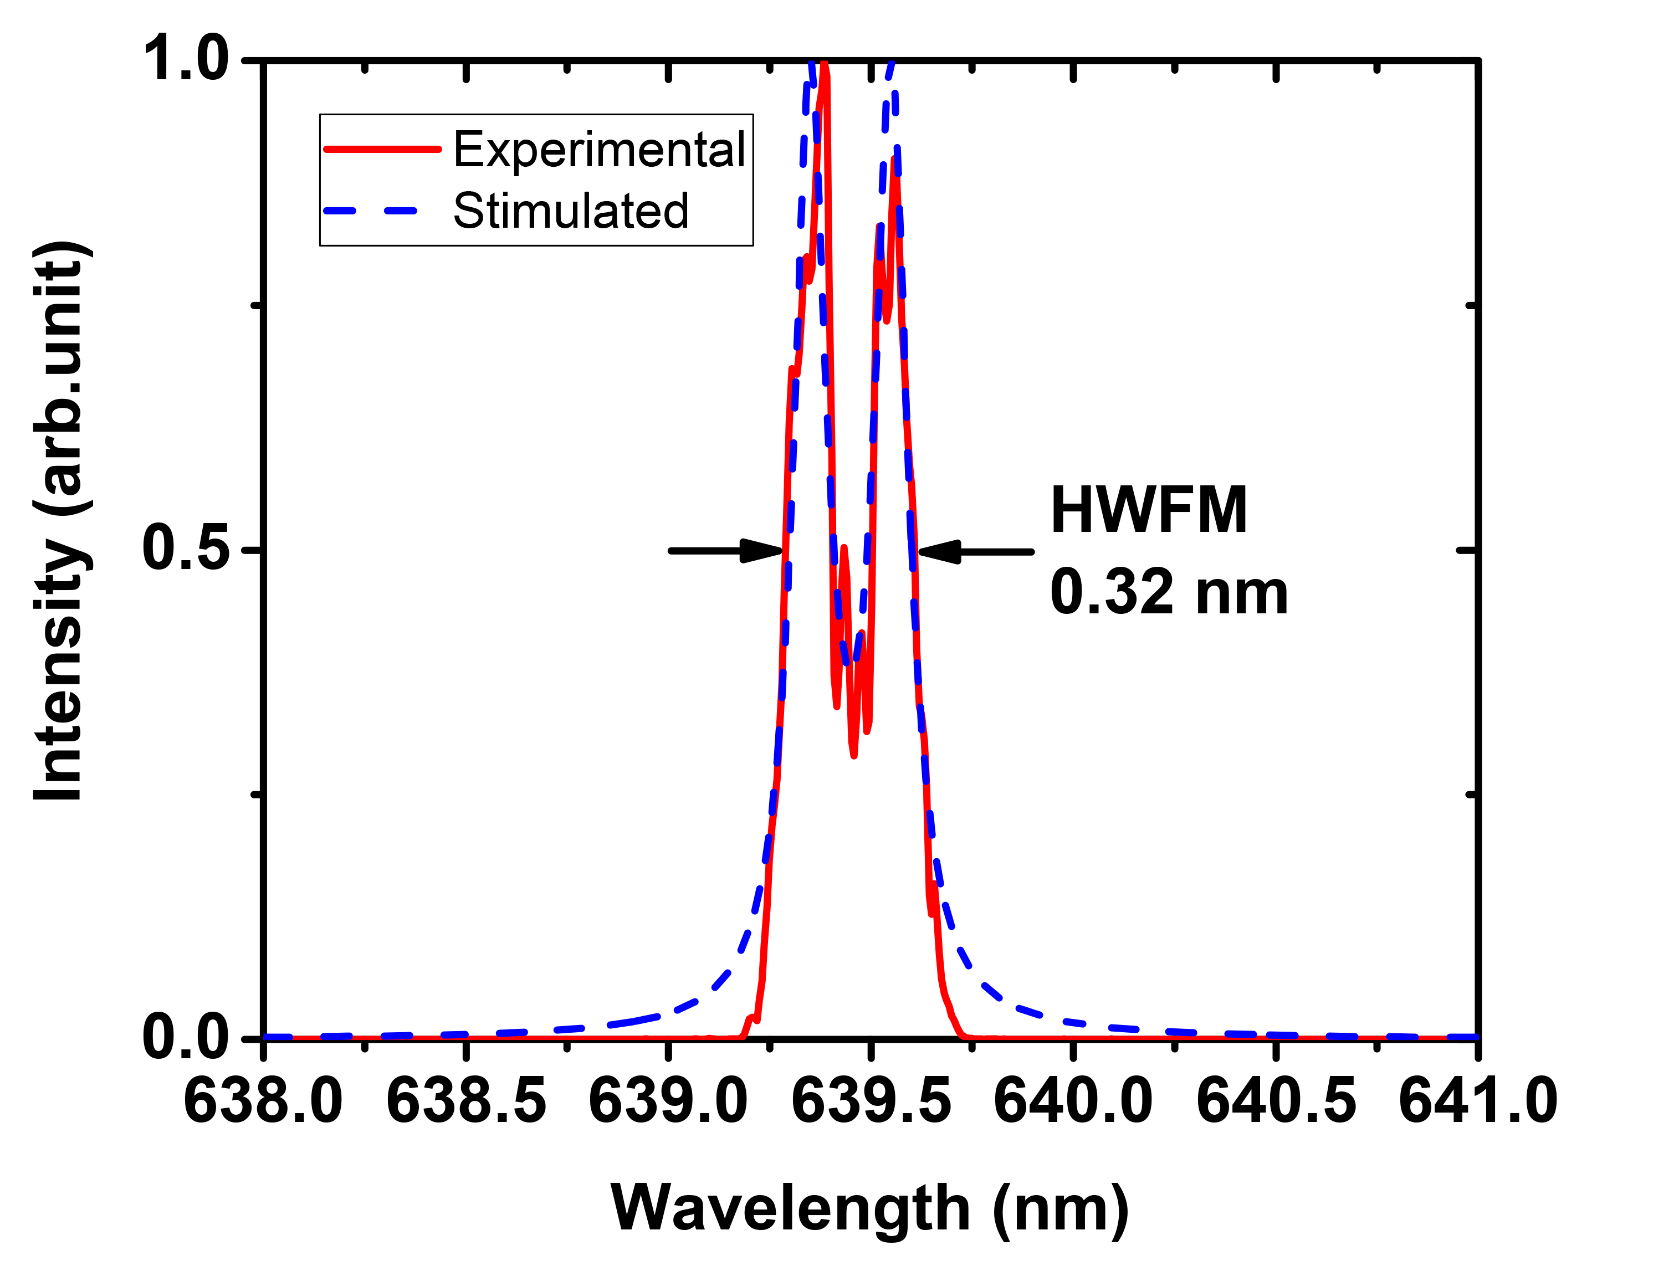 1.0
Experimental
Stimulated
Intensity (arb.unit)
HWFM
0.5
0.32 nm
0.0
638.0 638.5 639.0 639.5 640.0 640.5 641.0
Wavelength (nm)